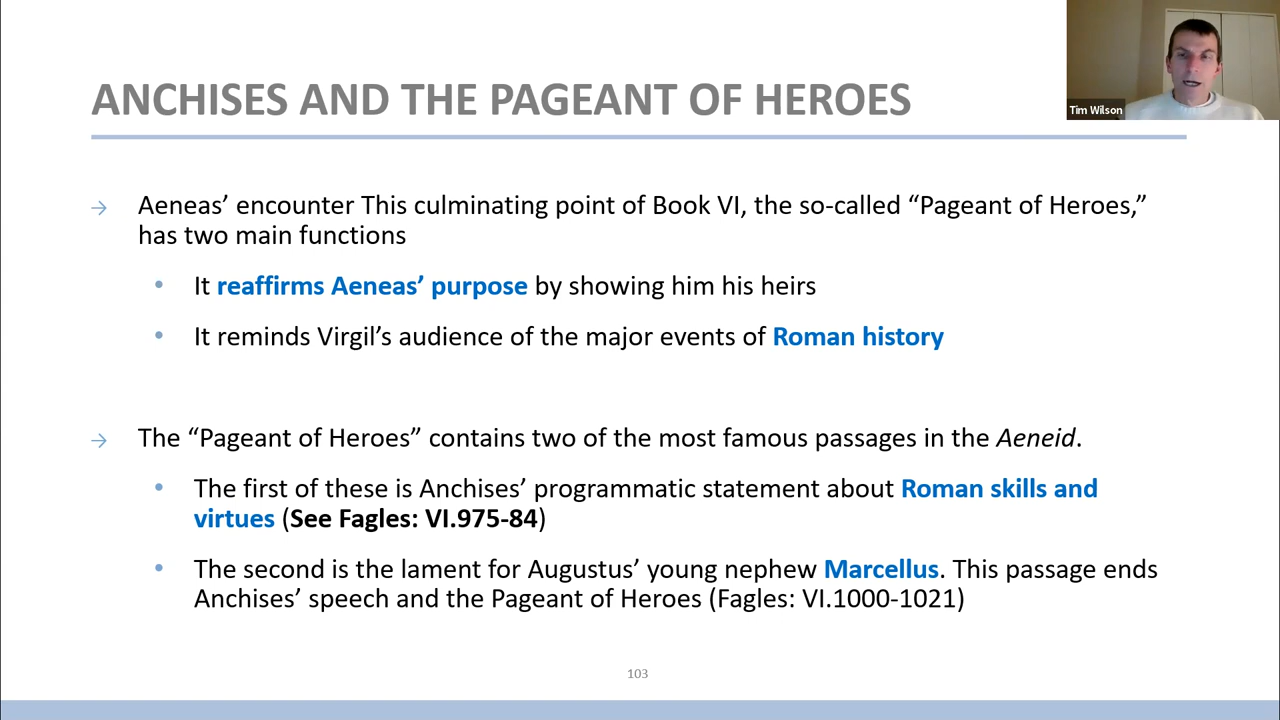 ANCHISES AND THE PAGEANT OF HEROES
Tim Wilson
→ Aeneas’ encounter This culminating point of Book VI, the so-called “Pageant of Heroes,”
has two main functions
• It reaffirms Aeneas’ purpose by showing him his heirs
• It reminds Virgil’s audience of the major events of Roman history
→ The “Pageant of Heroes” contains two of the most famous passages in the Aeneid.
• The first of these is Anchises’ programmatic statement about Roman skills and
virtues (See Fagles: VI.975-84)
• The second is the lament for Augustus’ young nephew Marcellus. This passage ends
Anchises’ speech and the Pageant of Heroes (Fagles: VI.1000-1021)
103